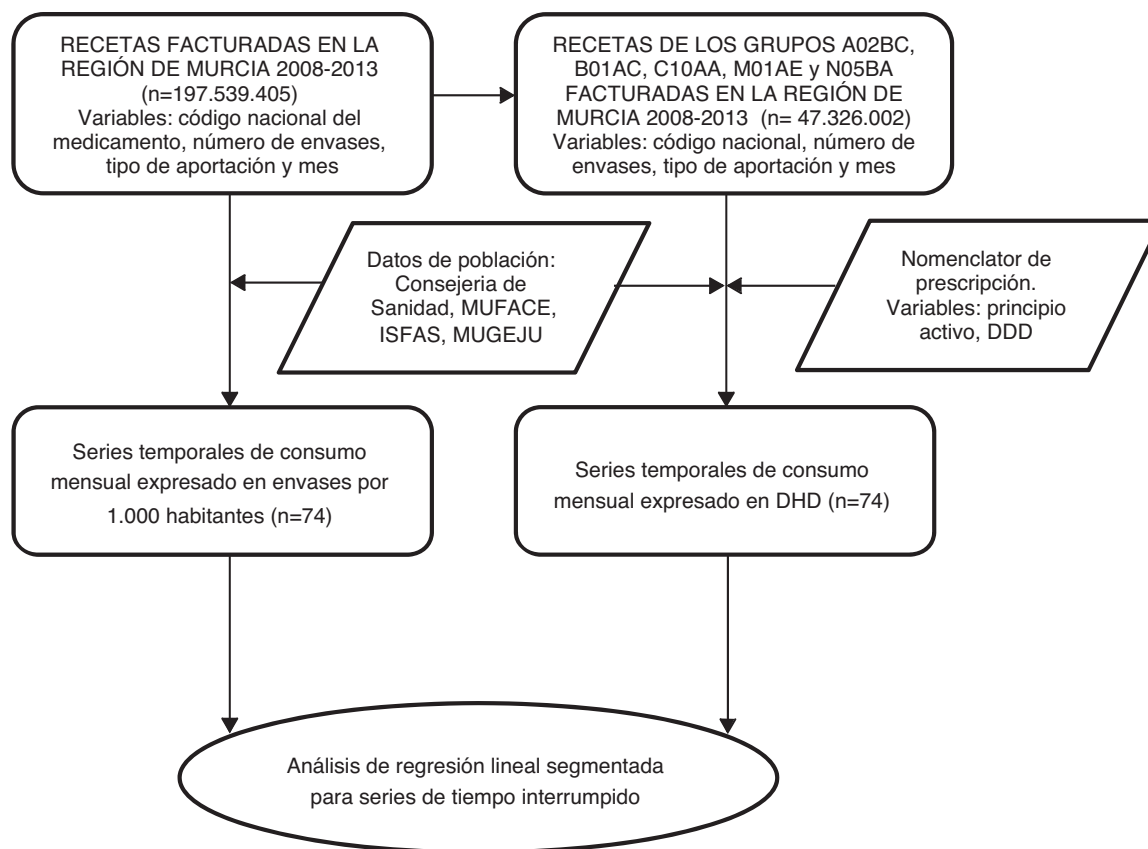 RECETAS FACTURADAS EN LA
REGIÓN DE MURCIA 2008-2013
(n=197.539.405)
Variables: código nacional del
medicamento, número de envases,
tipo de aportación y mes
RECETAS DE LOS GRUPOS A02BC,
B01AC, C10AA, M01AE y N05BA
FACTURADAS EN LA REGIÓN DE
MURCIA 2008-2013 (n= 47.326.002)
Variables: código nacional, número de
envases, tipo de aportación y mes
Datos de población:
Consejeria de
Sanidad, MUFACE,
ISFAS, MUGEJU
Nomenclator de
prescripción.
Variables: principio
activo, DDD
Series temporales de consumo
mensual expresado en envases por
1.000 habitantes (n=74)
Series temporales de consumo
mensual expresado en DHD (n=74)
Análisis de regresión lineal segmentada
para series de tiempo interrumpido